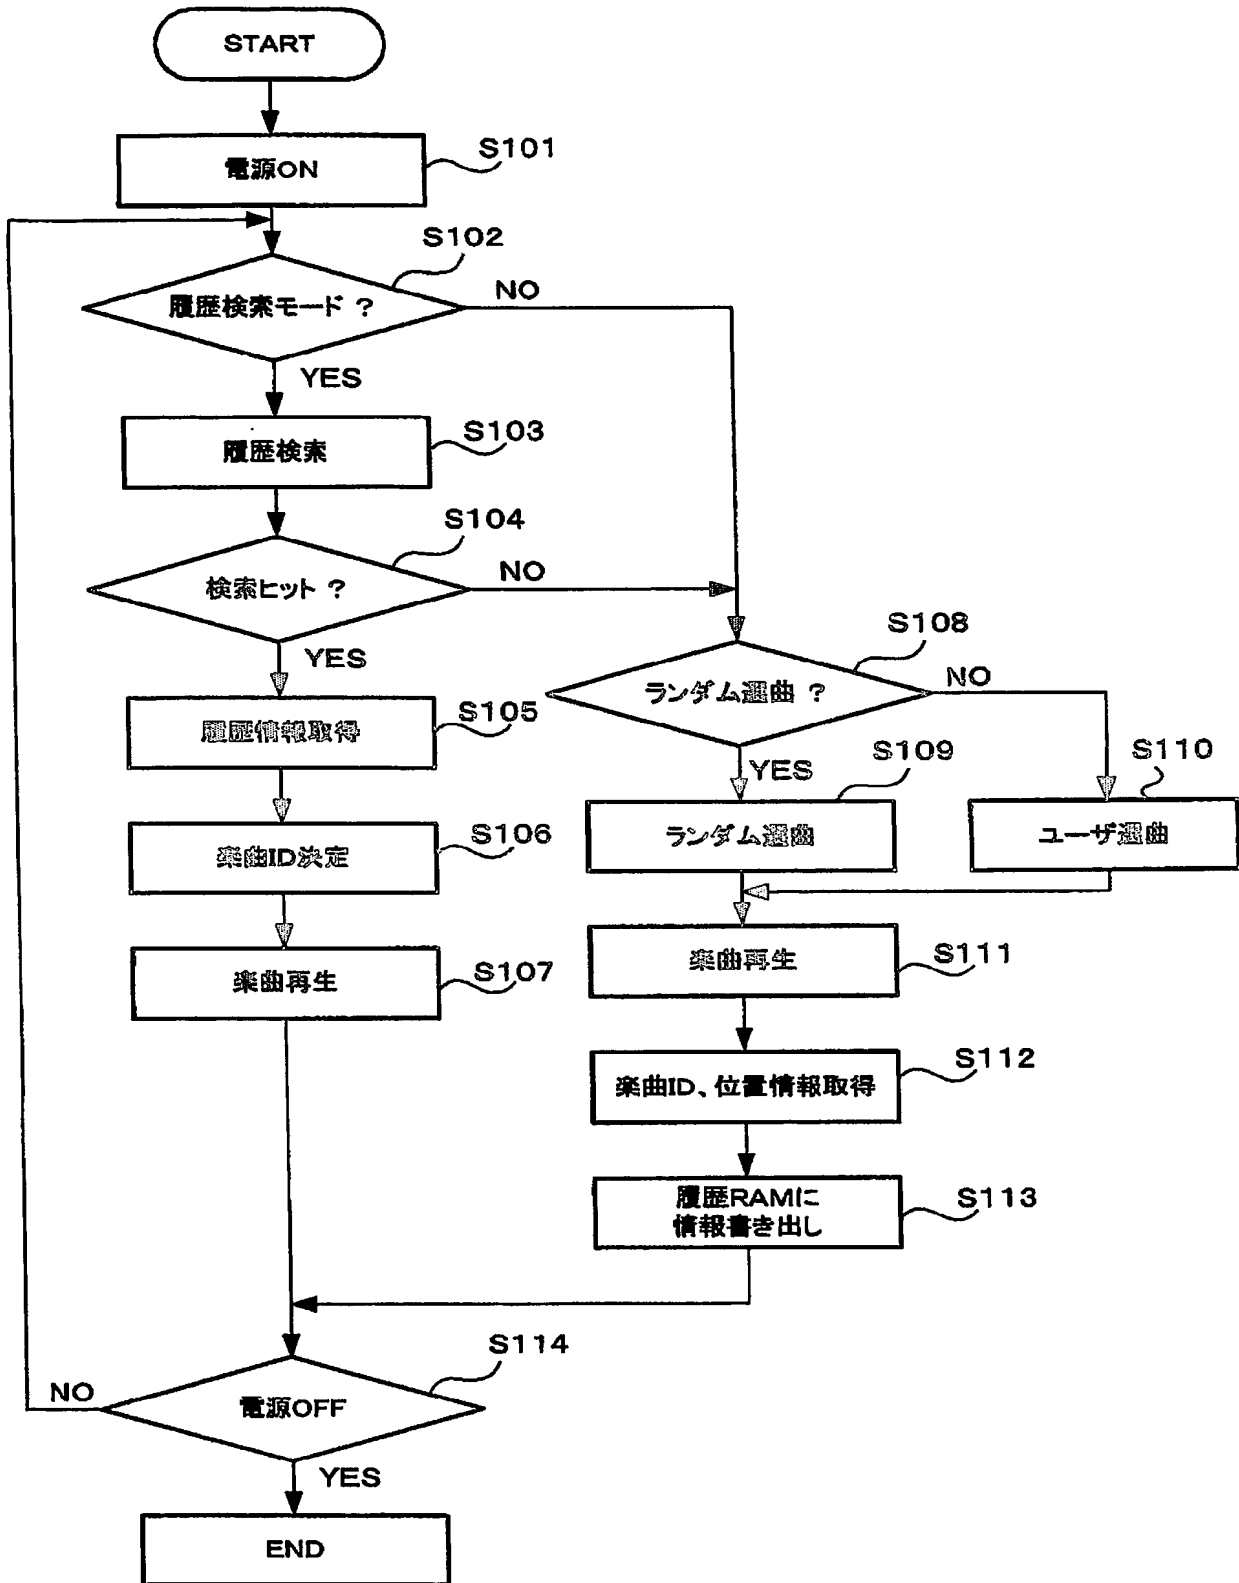 START
電源ON
S101
S102
履歴検索モード ?
NO
YES
履歴検索
S103
S104
検索ヒット ?
NO
YES
履歴情報取得
S105
楽曲ID決定
S106
楽曲再生
S107
S108
ランダム選曲 ?
NO
YES
S109
ランダム選曲
S110
ユーザ選曲
楽曲再生
S111
楽曲ID、位置情報取得
S112
履歴RAMに
情報書き出し
S113
S114
電源OFF
NO
YES
END